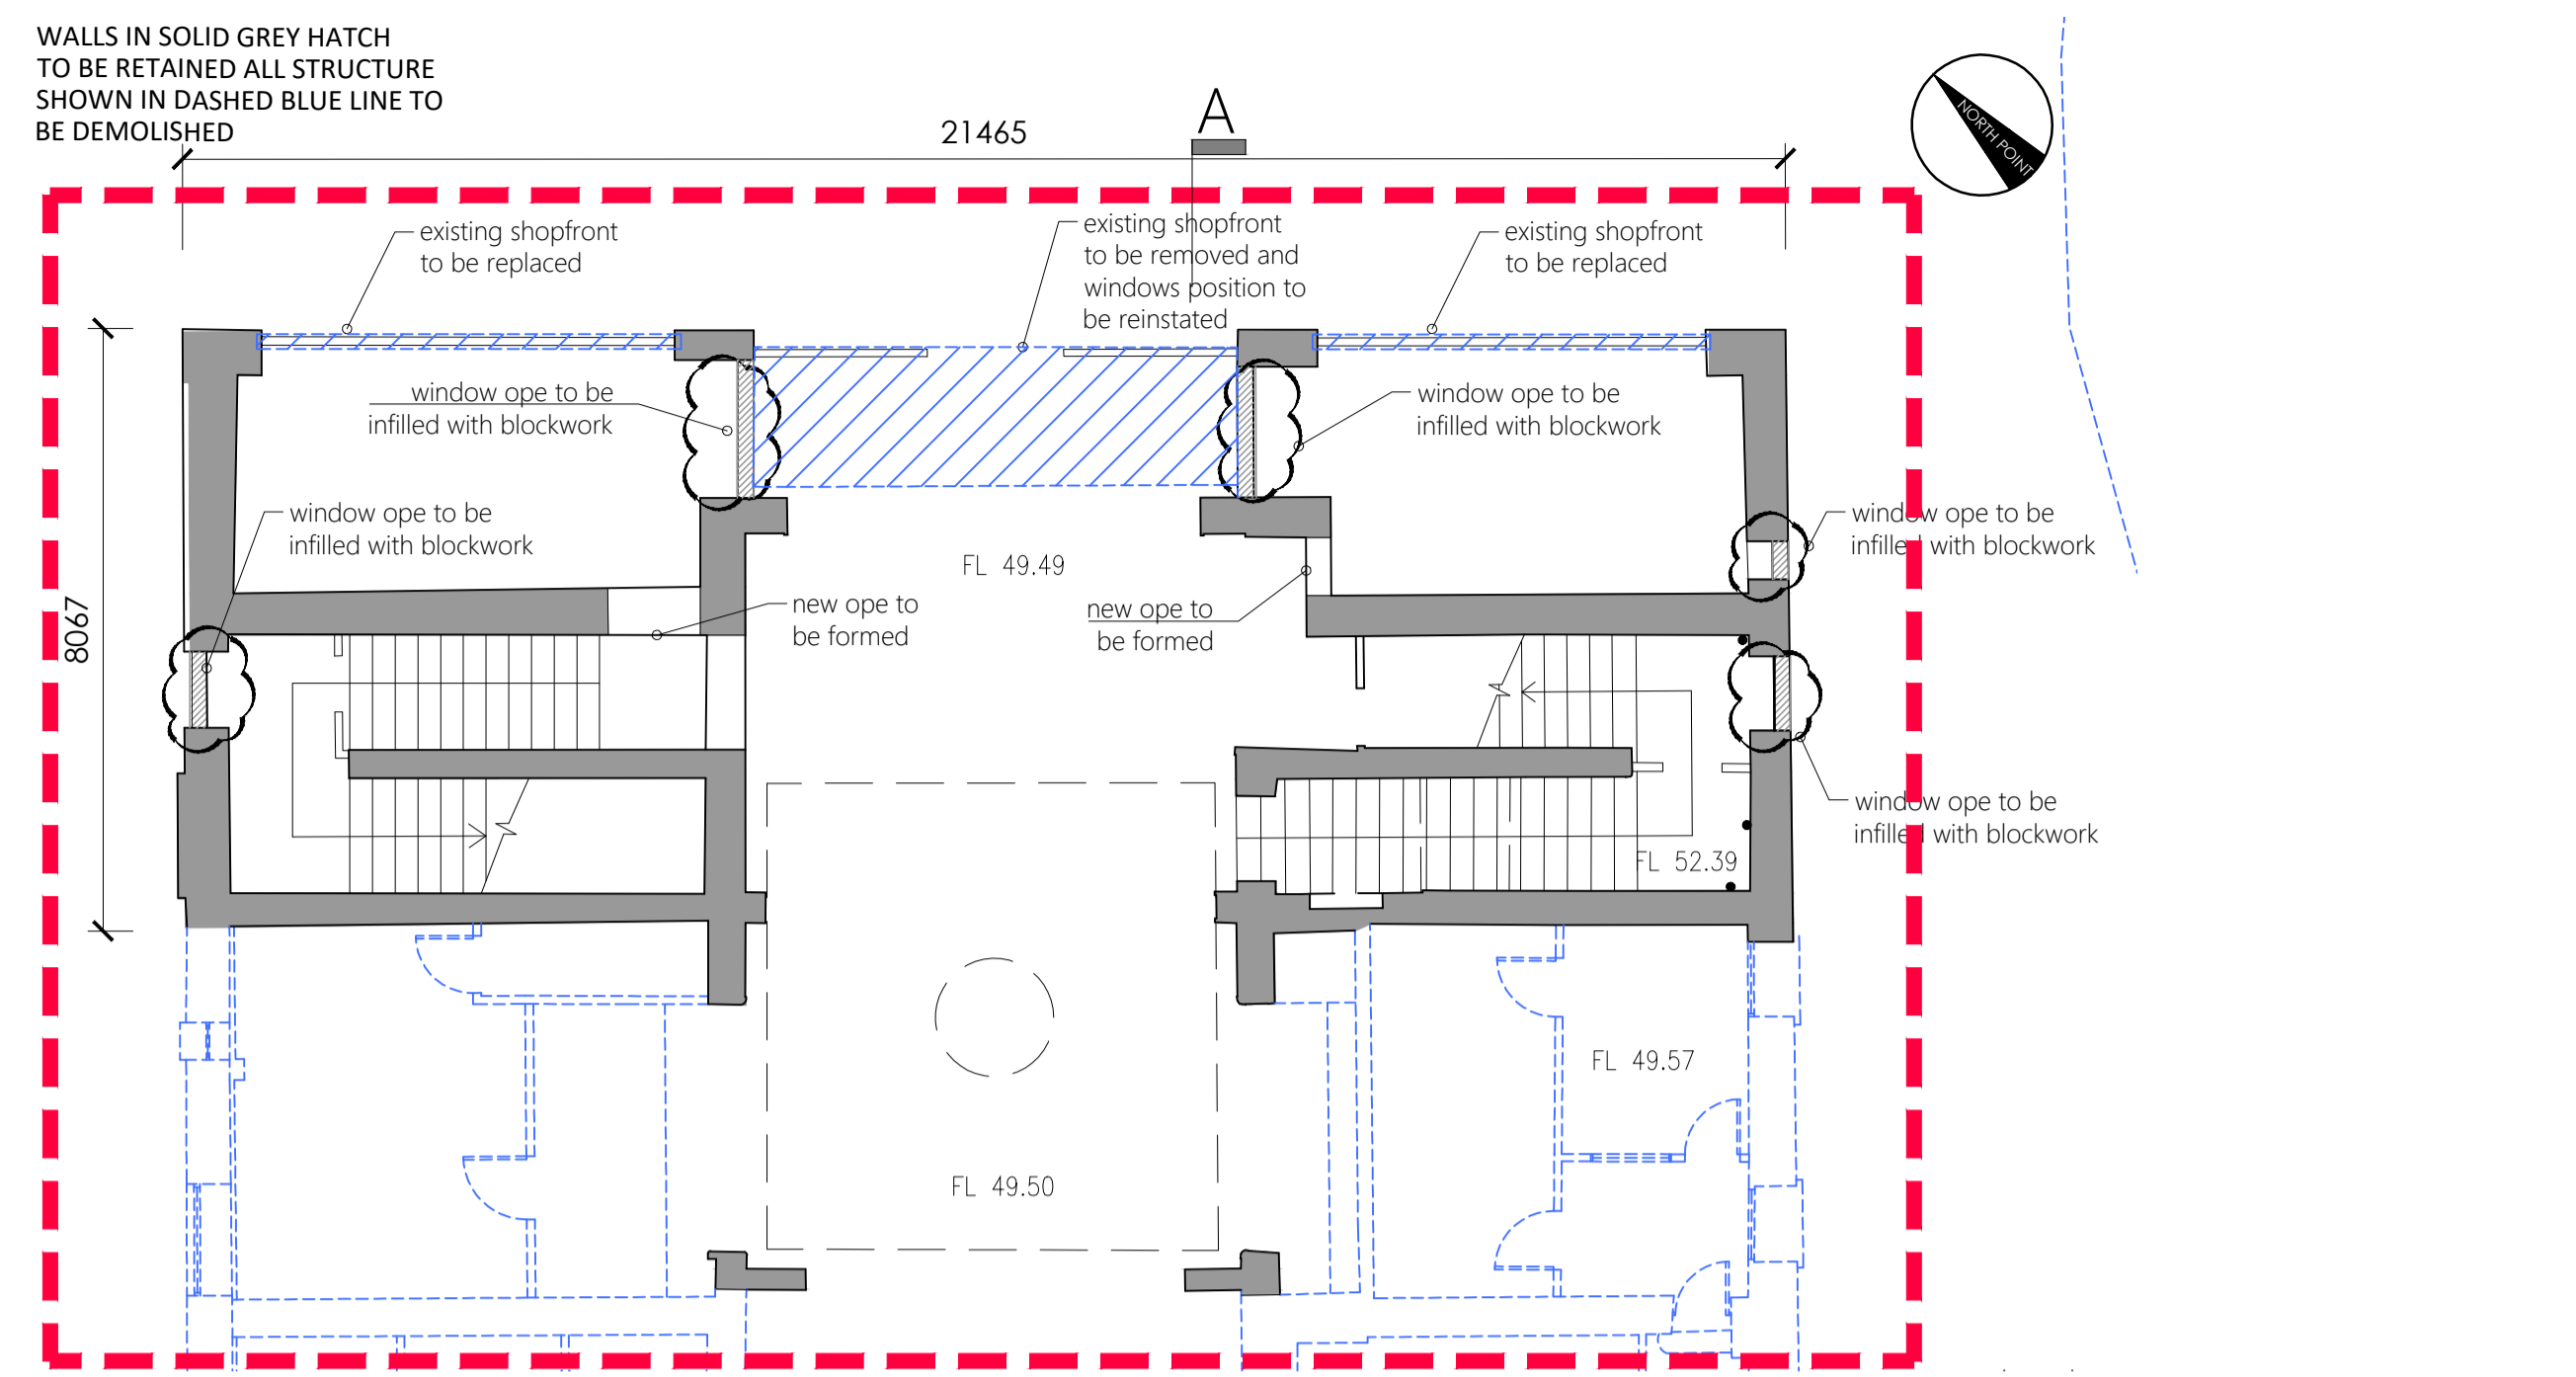 WALLS IN SOLID GREY HATCH
TO BE RETAINED ALL STRUCTURE
SHOWN IN DASHED BLUE LINE TO
BE DEMOLISHED
A
21465
NORTH POINT
existing shopfront
to be replaced
existing shopfront
to be removed and
windows position to
be reinstated
existing shopfront
to be replaced
window ope to be
infilled with blockwork
window ope to be
infilled with blockwork
window ope to be
infilled with blockwork
window ope to be
infilled with blockwork
FL 49.49
8067
new ope to
be formed
new ope to
be formed
window ope to be
infilled with blockwork
FL 52.39
FL 49.57
FL 49.50